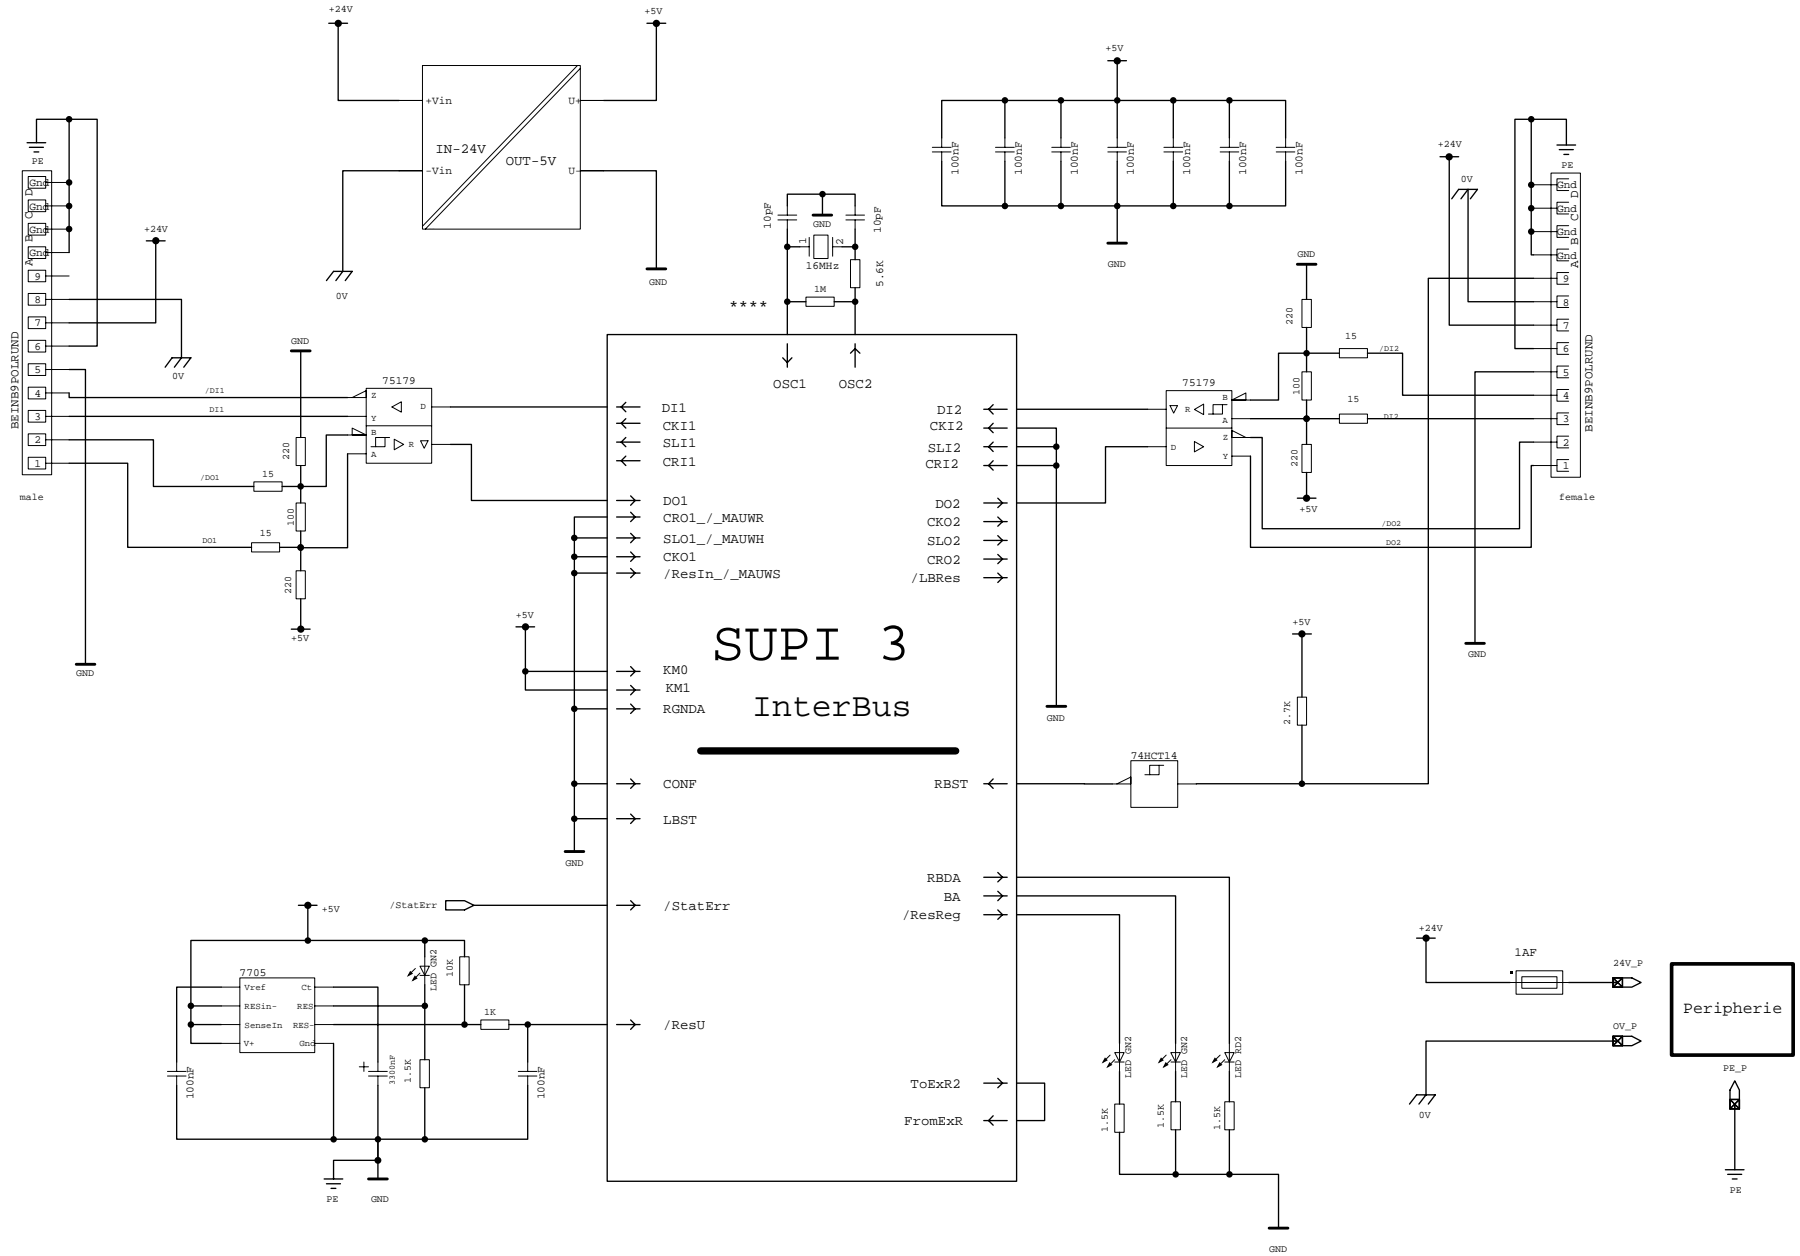 +24V
+5V
+Vin
U+
IN-24V
OUT-5V
-Vin
U-
0V
GND
+5V
100nF
100nF
100nF
100nF
100nF
100nF
100nF
GND
10pF
10pF
GND
1
2
16MHz
5.6K
1M
****
PE
Gnd
Gnd
Gnd
Gnd
A B C D
9
8
7
6
5
4
3
2
1
BEINB9POLRUND
male
+24V
0V
GND
/DI1
DI1
/DO1
DO1
15
15
220
100
220
+5V
GND
75179
Z
Y
D
B
A
R
OSC1
OSC2
DI1
CKI1
SLI1
CRI1
DO1
CRO1_/_MAUWR
SLO1_/_MAUWH
CKO1
/ResIn_/_MAUWS
+5V
KM0
KM1
RGNDA
CONF
LBST
GND
/StatErr
/StatErr
/ResU
SUPI 3
InterBus
DI2
CKI2
SLI2
CRI2
DO2
CKO2
SLO2
CRO2
/LBRes
RBST
RBDA
BA
/ResReg
ToExR2
FromExR
GND
75179
R
B
A
D
Z
Y
GND
220
100
220
+5V
15
15
/DI2
DI2
/DO2
DO2
+24V
0V
PE
Gnd
Gnd
Gnd
Gnd
A B C D
9
8
7
6
5
4
3
2
1
BEINB9POLRUND
female
GND
+5V
2.7K
74HCT14
+5V
7705
Vref
Ct
RESin-
RES
SenseIn
RES-
V+
Gnd
LED GN2
10K
1K
100nF
3300nF
1.5K
100nF
PE
GND
LED GN2
LED GN2
LED RD2
1.5K
1.5K
1.5K
GND
+24V
1AF
24V_P
0V_P
0V
Peripherie
PE_P
PE